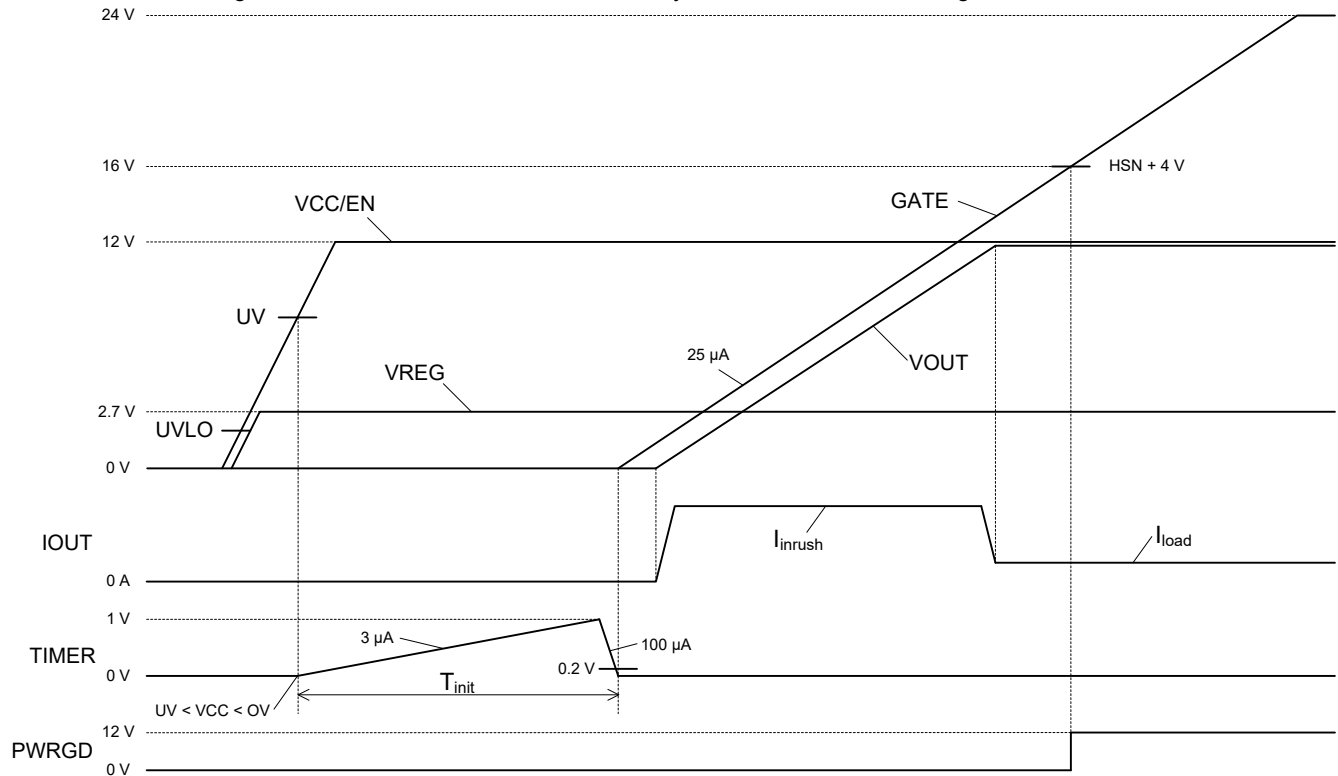 24 V
16 V
HSN + 4 V
VCC/EN
GATE
12 V
UV
25 µA
VOUT
VREG
2.7 V
UVLO
0 V
IOUT
Iinrush
Iload
0 A
1 V
3 µA
100 µA
TIMER
0.2 V
0 V
Tinit
UV < VCC < OV
12 V
PWRGD
0 V